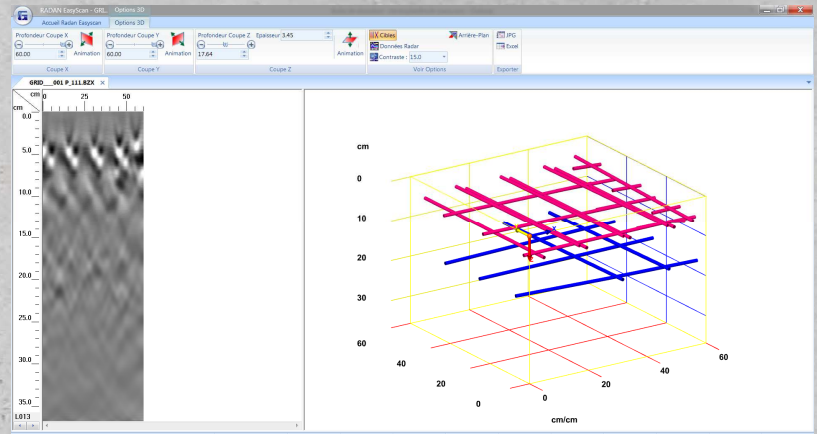 RADAN EasyScan - GRI... Options 3D
Accueil Radan Easyscan Options 3D
Profondeur Coupe X Profondeur Coupe Y Profondeur Coupe Z Epaisseur 3.45
Cibles Arrière-Plan JPG
Données Radar Excel
60.00 Animation 60.00 Animation 17.64 Animation Contraste : 15.0
Coupe X Coupe Y Coupe Z Voir Options Exporter
GRID___001 P_111.BZX ×
cm 0 25 50
cm
0.0
5.0
10.0
15.0
20.0
25.0
30.0
35.0
L013
cm
0
10
20
30
60
40
20
0
0
20
40
60
cm/cm
X